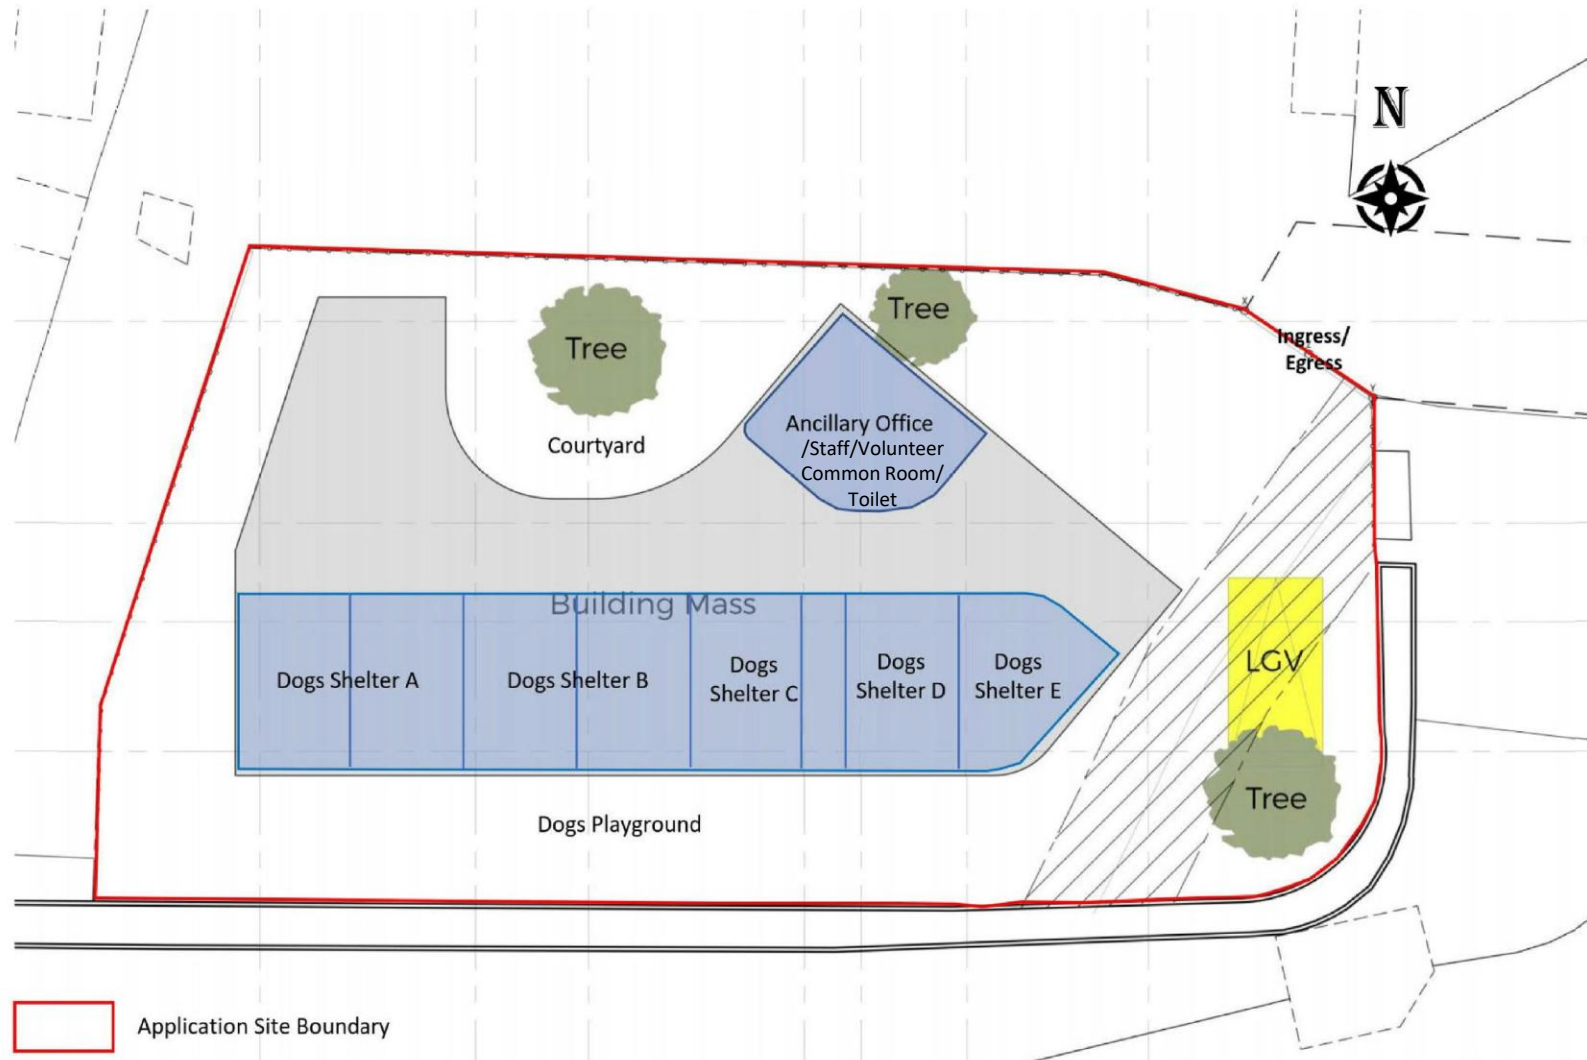 N
Tree
Tree
Ingress/
Egress
Courtyard
Ancillary Office
/Staff/Volunteer
Common Room/
Toilet
Building Mass
Dogs Shelter A
Dogs Shelter B
Dogs
Shelter C
Dogs
Shelter D
Dogs
Shelter E
LGV
Tree
Dogs Playground
Application Site Boundary